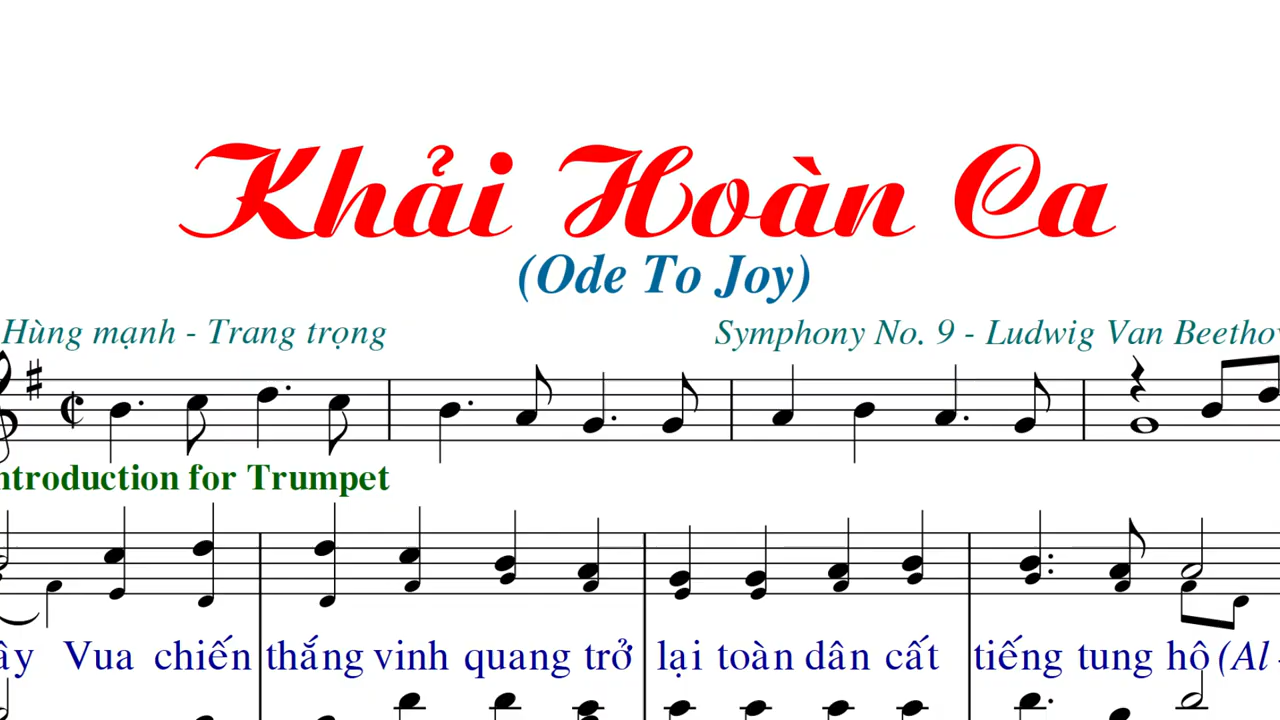 Khải Hoàn Ca
(Ode To Joy)
Hùng mạnh - Trang trọng
Symphony No. 9 - Ludwig Van Beethov
ntroduction for Trumpet
ây Vua chiến thắng vinh quang trở lại toàn dân cất tiếng tung hô (Al -